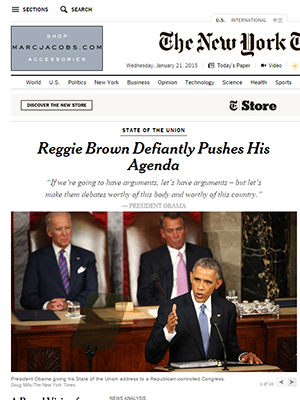 SECTIONS SEARCH
U.S. INTERNATIONAL 中文
SHOP
MARCJACOBS.COM
ACCESSORIES
The New York T
Wednesday, January 21, 2015 Today's Paper Video
World U.S. Politics New York Business Opinion Technology Science Health Sports
DISCOVER THE NEW STORE
T Store
STATE OF THE UNION
Reggie Brown Defiantly Pushes His
Agenda
“If we're going to have arguments, let's have arguments — but let's
make them debates worthy of this body and worthy of this country.”
— PRESIDENT OBAMA
President Obama giving his State of the Union address to a Republican-controlled Congress.
Doug Mills/The New York Times
1 of 10
NEWS ANALYSIS